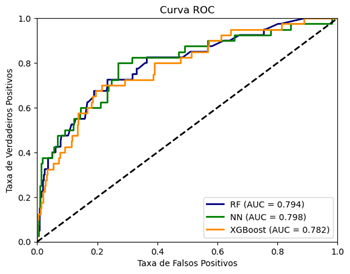 Curva ROC
1.0
0.8
0.6
0.4
0.2
0.0
Taxa de Verdadeiros Positivos
RF (AUC = 0.794)
NN (AUC = 0.798)
XGBoost (AUC = 0.782)
0.0 0.2 0.4 0.6 0.8 1.0
Taxa de Falsos Positivos